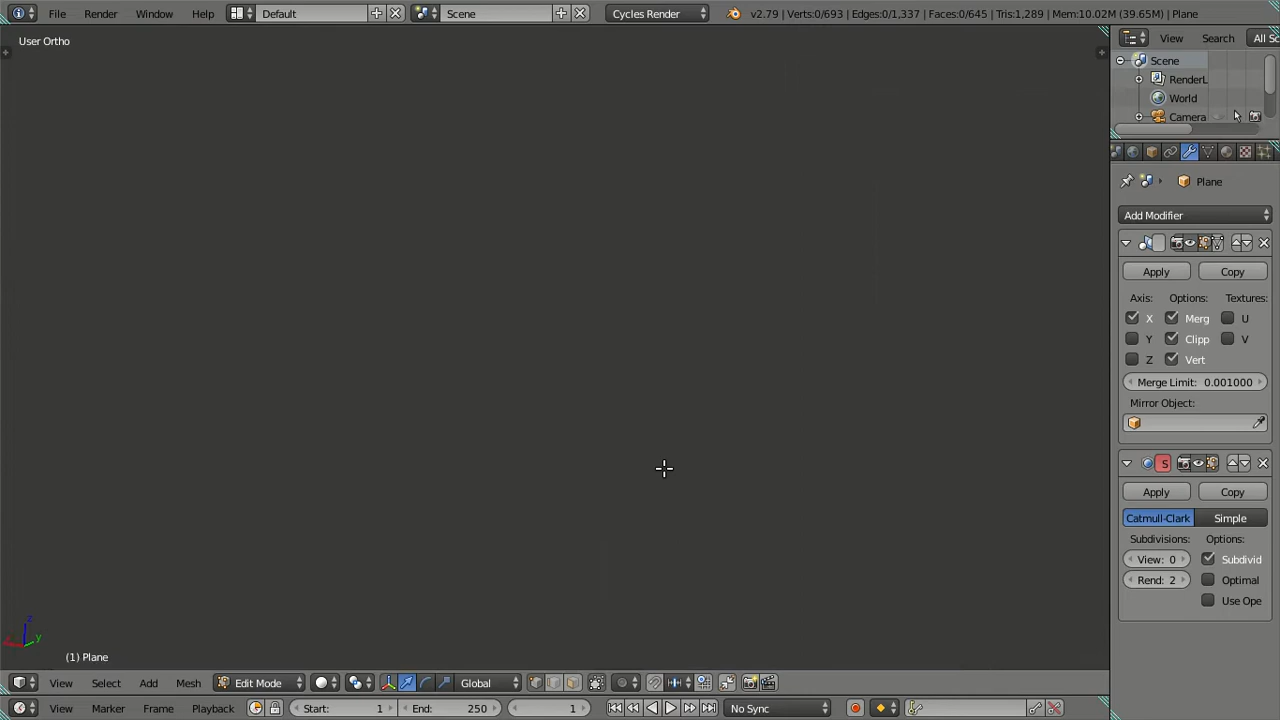 File Render Window Help Default Scene Cycles Render v2.79 | Verts:0/693 | Edges:0/1,337 | Faces:0/645 | Tris:1,289 | Mem:10.02M (39.65M) | Plane
User Ortho
View Search All Sc
Scene
RenderL
World
Camera
Plane
Add Modifier
Apply Copy
Axis: Options: Textures:
X Merg U
Y Clipp V
Z Vert
Merge Limit: 0.001000
Mirror Object:
S
Apply Copy
Catmull-Clark Simple
Subdivisions: Options:
View: 0 Subdivid
Rend: 2 Optimal
Use Ope
z
x y
(1) Plane
View Select Add Mesh Edit Mode Global
View Marker Frame Playback Start: 1 End: 250 1 No Sync